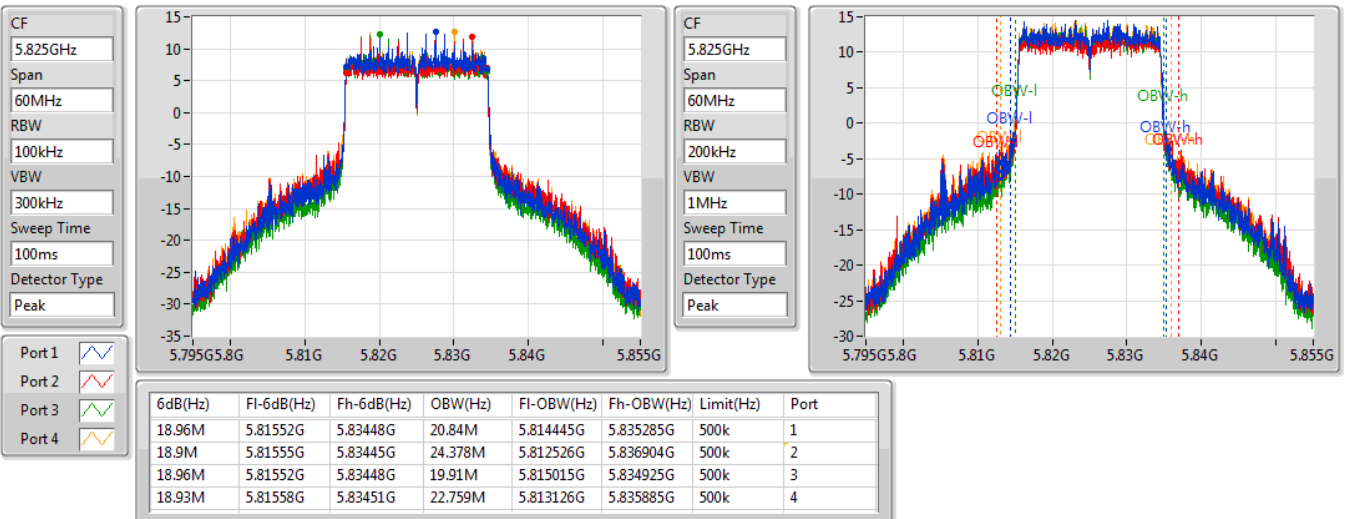 CF
5.825GHz
Span
60MHz
RBW
100kHz
VBW
300kHz
Sweep Time
100ms
Detector Type
Peak
15
10
5
0
-5
-10
-15
-20
-25
-30
-35
5.795G 5.8G 5.81G 5.82G 5.83G 5.84G 5.855G
CF
5.825GHz
Span
60MHz
RBW
200kHz
VBW
1MHz
Sweep Time
100ms
Detector Type
Peak
15
10
5
0
-5
-10
-15
-20
-25
-30
5.795G 5.8G 5.81G 5.82G 5.83G 5.84G 5.855G
OBW-l
OBW-h
OBW-l
OBW-h
Port 1
Port 2
Port 3
Port 4
6dB(Hz) Fl-6dB(Hz) Fh-6dB(Hz) OBW(Hz) Fl-OBW(Hz) Fh-OBW(Hz) Limit(Hz) Port
18.96M 5.81552G 5.83448G 20.84M 5.814445G 5.835285G 500k 1
18.9M 5.81555G 5.83445G 24.378M 5.812526G 5.836904G 500k 2
18.96M 5.81552G 5.83448G 19.91M 5.815015G 5.834925G 500k 3
18.93M 5.81558G 5.83451G 22.759M 5.813126G 5.835885G 500k 4